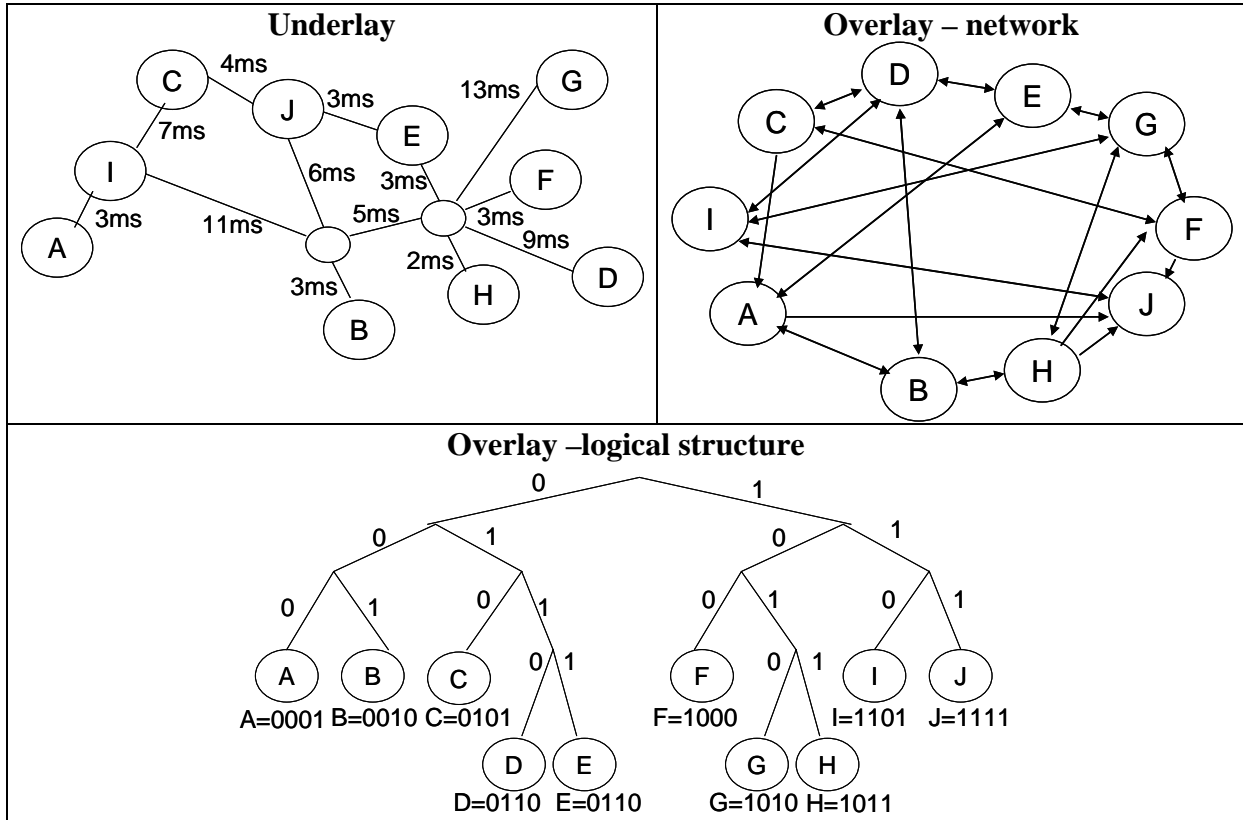 Underlay
C
4ms
J
3ms
E
13ms
G
7ms
I
6ms
3ms
F
3ms
A
3ms
11ms
5ms
9ms
D
2ms
H
3ms
B
Overlay – network
D
E
C
G
I
F
A
J
H
B
Overlay –logical structure
0 1
0 1 0 1
0 1 0 1 0 1 0 1
A B C F I J
A=0001 B=0010 C=0101 F=1000 I=1101 J=1111
0 1 0 1
D E G H
D=0110 E=0110 G=1010 H=1011